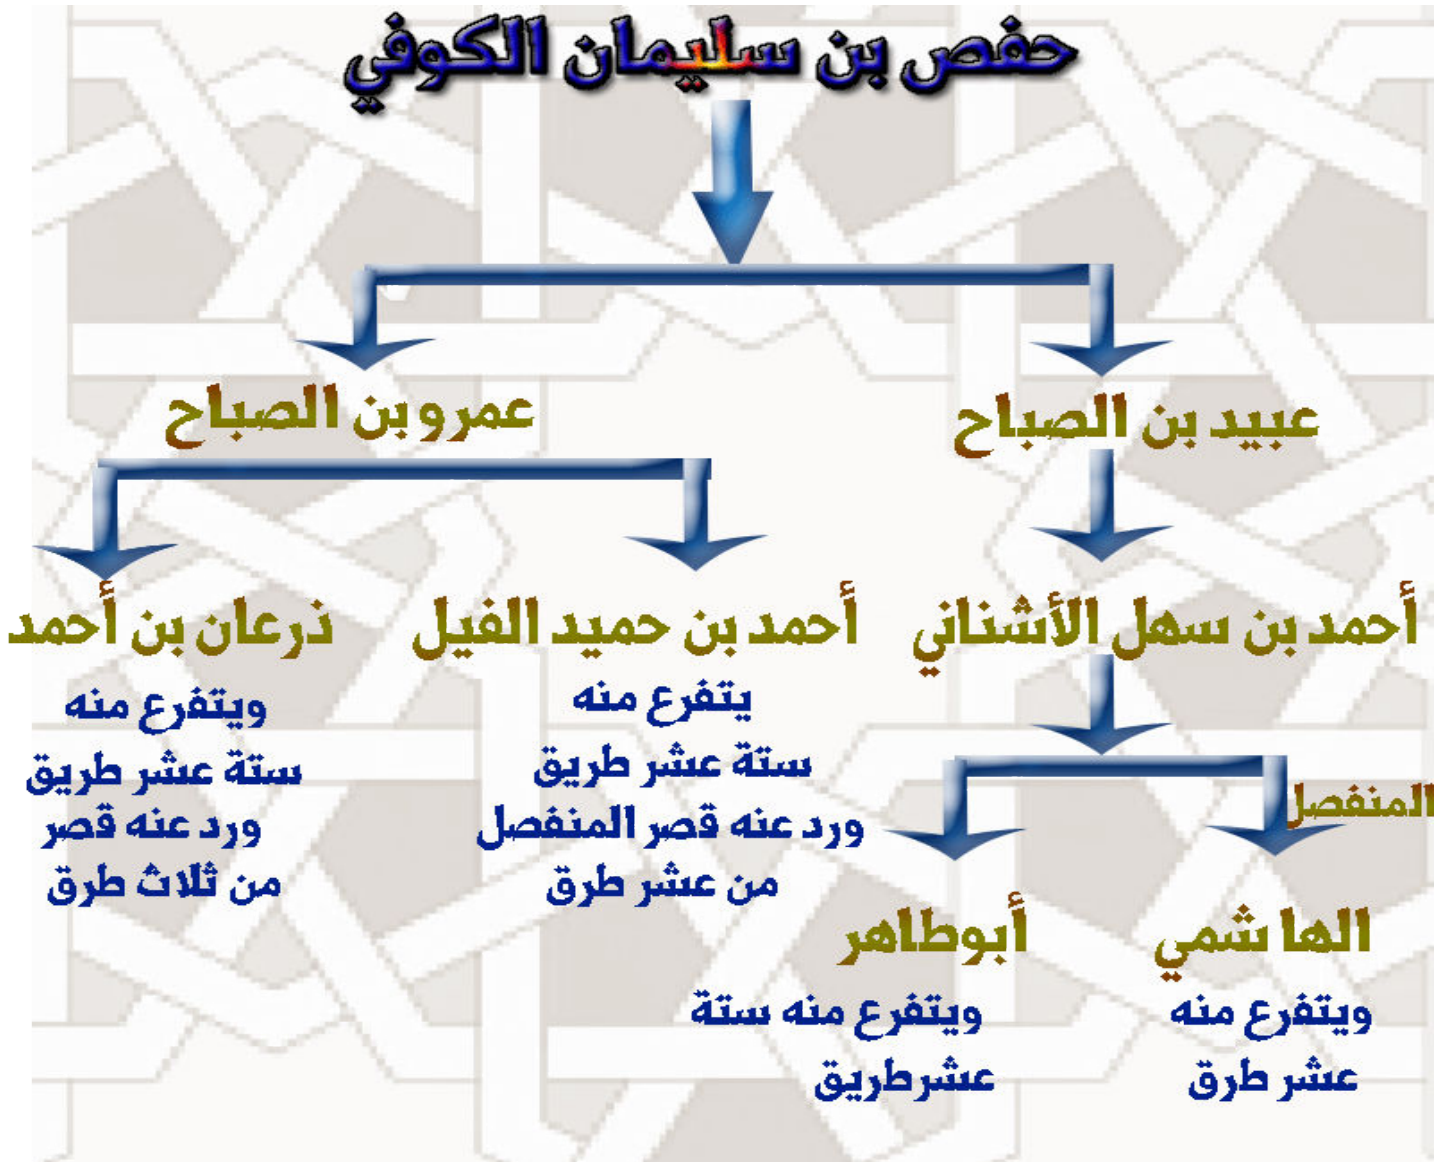 حفص بن سليمان الكوفي
عبيد بن الصباح
عمرو بن الصباح
أحمد بن سهل الأشناني
أحمد بن حميد الفيل
ذرعان بن أحمد
يتفرع منه
ستة عشر طريق
ورد عنه قصر المنفصل
من عشر طرق
ويتفرع منه
ستة عشر طريق
ورد عنه قصر
من ثلاث طرق
المنفصل
الها شمي
أبوطاهر
ويتفرع منه
عشر طرق
ويتفرع منه ستة
عشرطريق